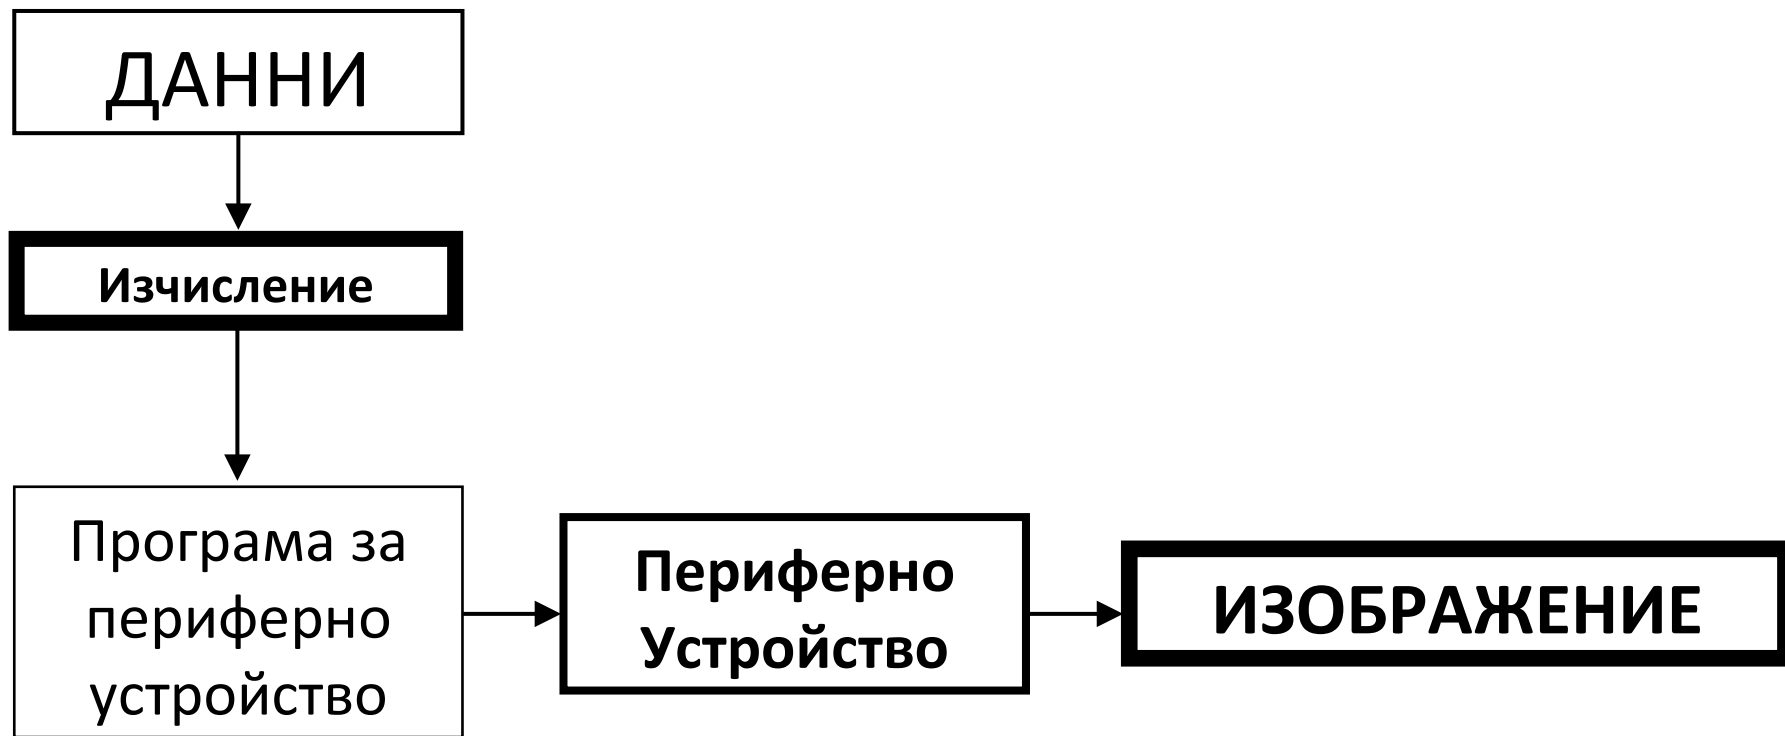 ДАННИ
Изчисление
Програма за
периферно
устройство
Периферно
Устройство
ИЗОБРАЖЕНИЕ